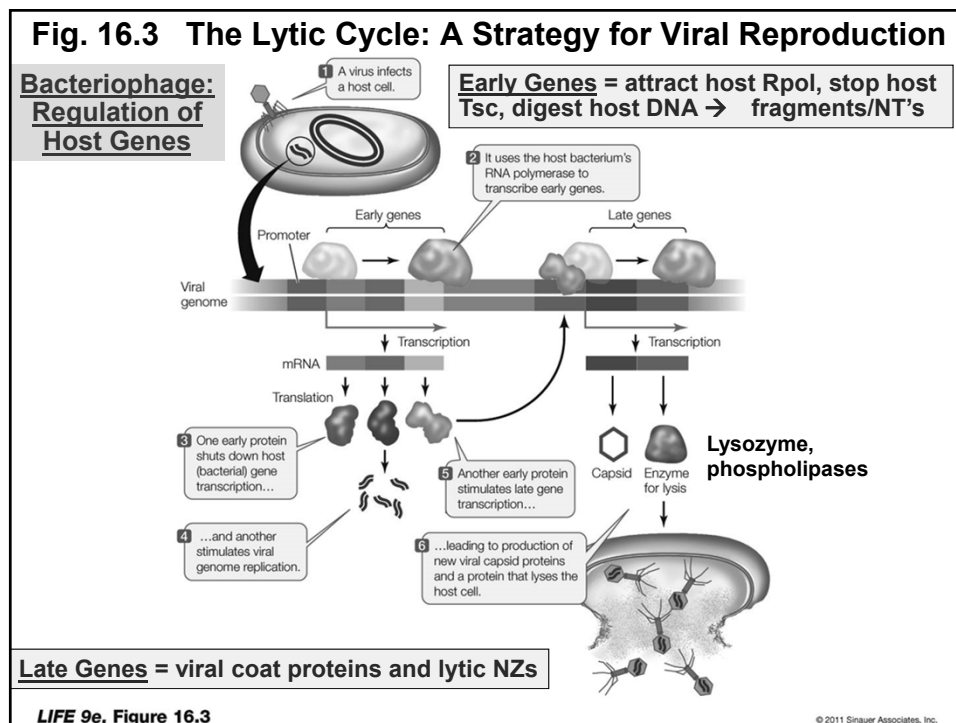 Fig. 16.3 The Lytic Cycle: A Strategy for Viral Reproduction
Bacteriophage:
Regulation of
Host Genes
1 A virus infects
a host cell.
Early Genes = attract host Rpol, stop host
Tsc, digest host DNA → fragments/NT's
2 It uses the host bacterium's
RNA polymerase to
transcribe early genes.
Early genes
Late genes
Promoter
Viral
genome
Transcription
Transcription
mRNA
Translation
3 One early protein
shuts down host
(bacterial) gene
transcription…
5 Another early protein
stimulates late gene
transcription…
Capsid
Enzyme
for lysis
Lysozyme,
phospholipases
4 …and another
stimulates viral
genome replication.
6 …leading to production of
new viral capsid proteins
and a protein that lyses the
host cell.
Late Genes = viral coat proteins and lytic NZs
LIFE 9e, Figure 16.3
© 2011 Sinauer Associates, Inc.